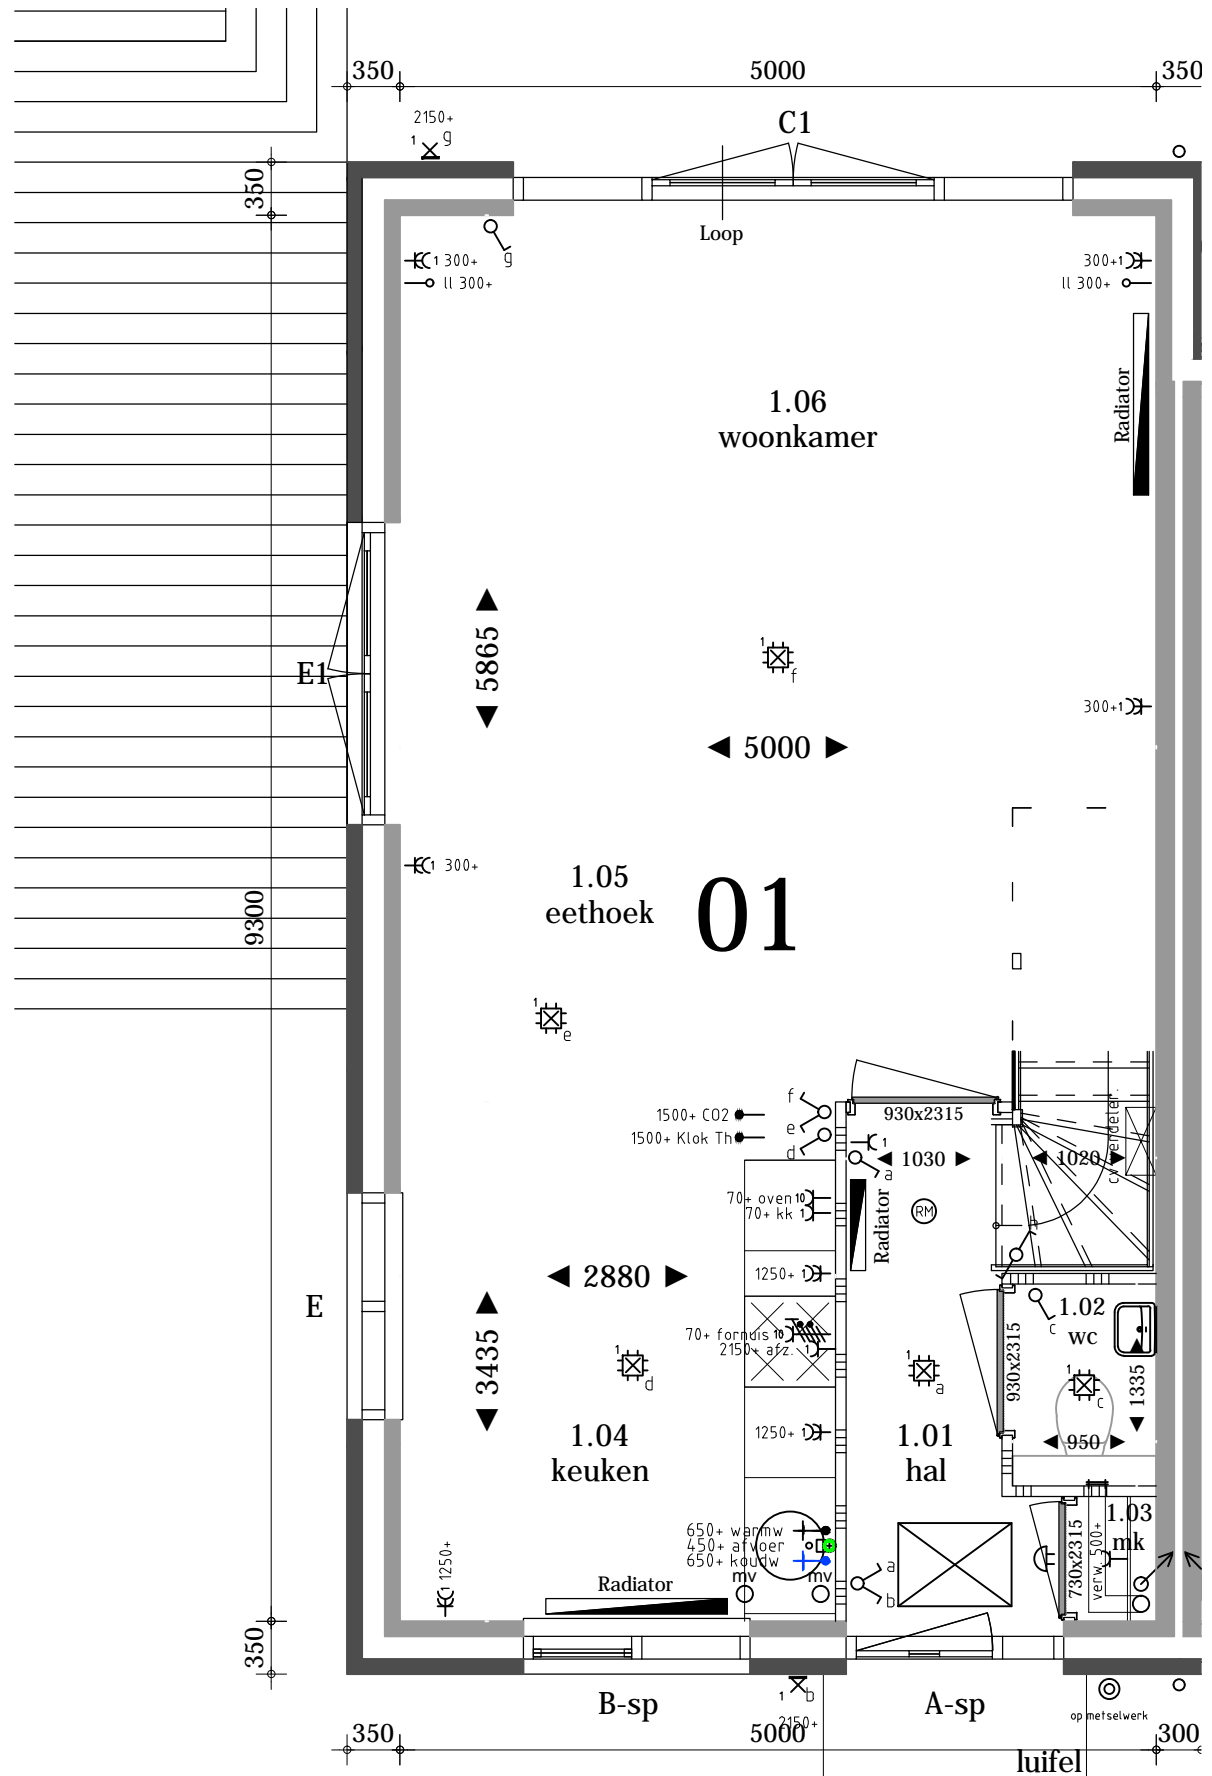 350
5000
350
2150+
1 g
C1
350
Loop
g
1 300+
ll 300+
300+1
ll 300+
1.06
woonkamer
Radiator
E1
5865
1
f
300+1
5000
1 300+
1.05
eethoek
01
9300
1
e
f
1500+ CO2
e
1500+ Klok Th
d
930x2315
1
1030
a
1020
70+ oven 10
70+ kk 1
Radiator
RM
2880
1250+ 1
E
3435
70+ fornuis 10
2150+ afz. 1
1
d
1
a
930x2315
c
1.02
wc
1
c
1335
950
1250+ 1
1.04
keuken
1.01
hal
1.03
mk
730x2315
verw. 500+
650+ warmw
450+ afvoer
650+ koudw
mv
mv
1 1250+
Radiator
a
b
350
B-sp
1 b
2150+
A-sp
op metselwerk
350
5000
300
luifel